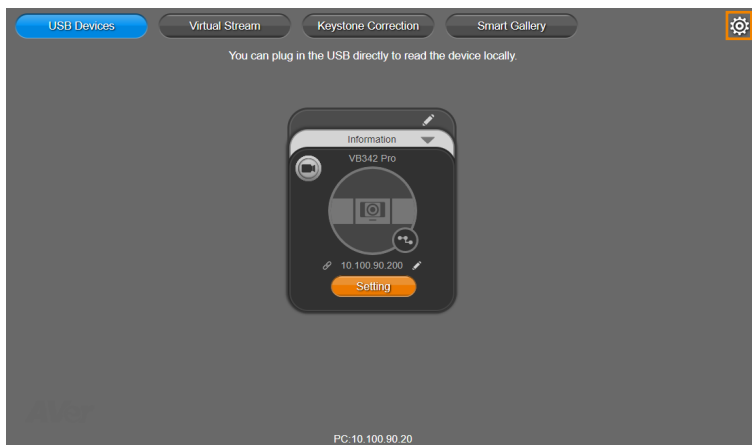 USB Devices Virtual Stream Keystone Correction Smart Gallery
You can plug in the USB directly to read the device locally.
Information
VB342 Pro
10.100.90.200
Setting
PC:10.100.90.20